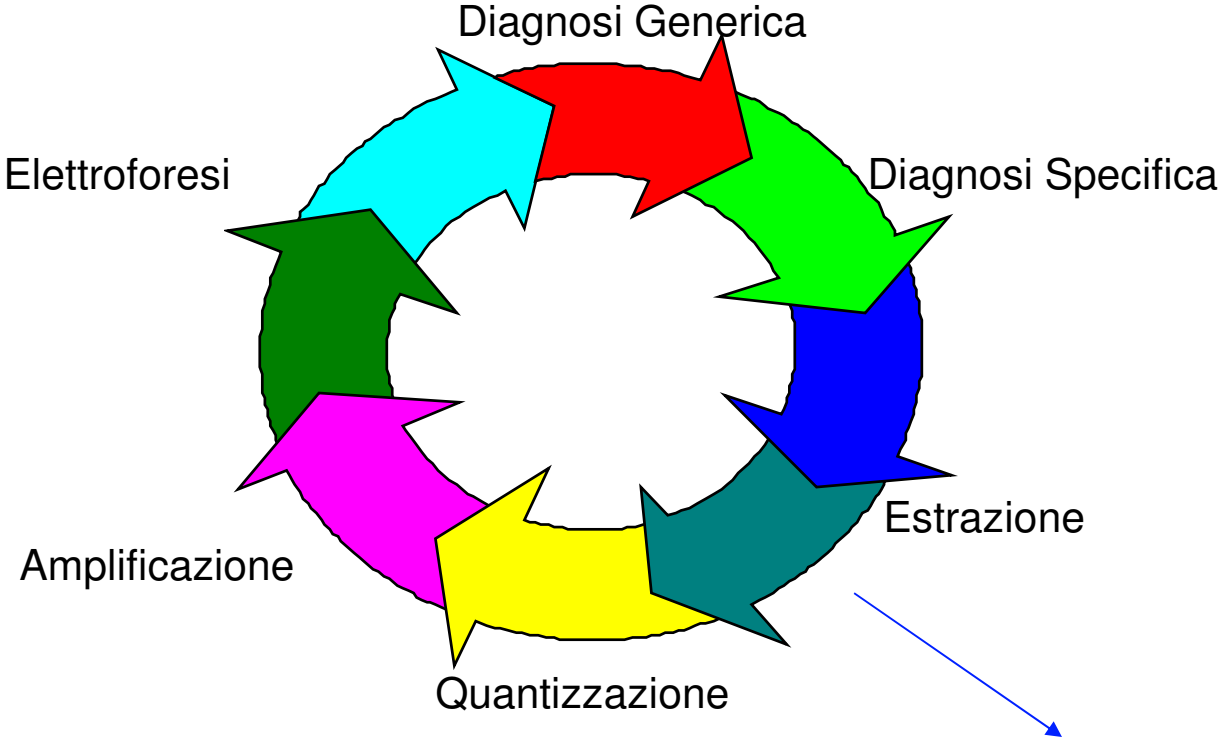 Diagnosi Generica
Diagnosi Specifica
Estrazione
Quantizzazione
Amplificazione
Elettroforesi